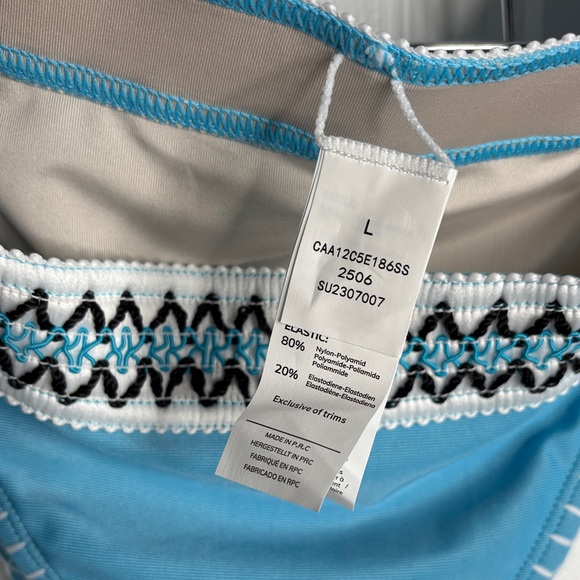 L
CAA12C5E186SS
2506
SU2307007
ELASTIC:
80% Nylon-Polyamid
Polyamide-Poliamida
Poliammide
20% Elastodiene-Elastodien
Élastodiène-Elastodieno
Exclusive of trims
MADE IN P.R.C
HERGESTELLT IN PRC
FABRIQUÉ EN RPC
FABRICADO EN RPC